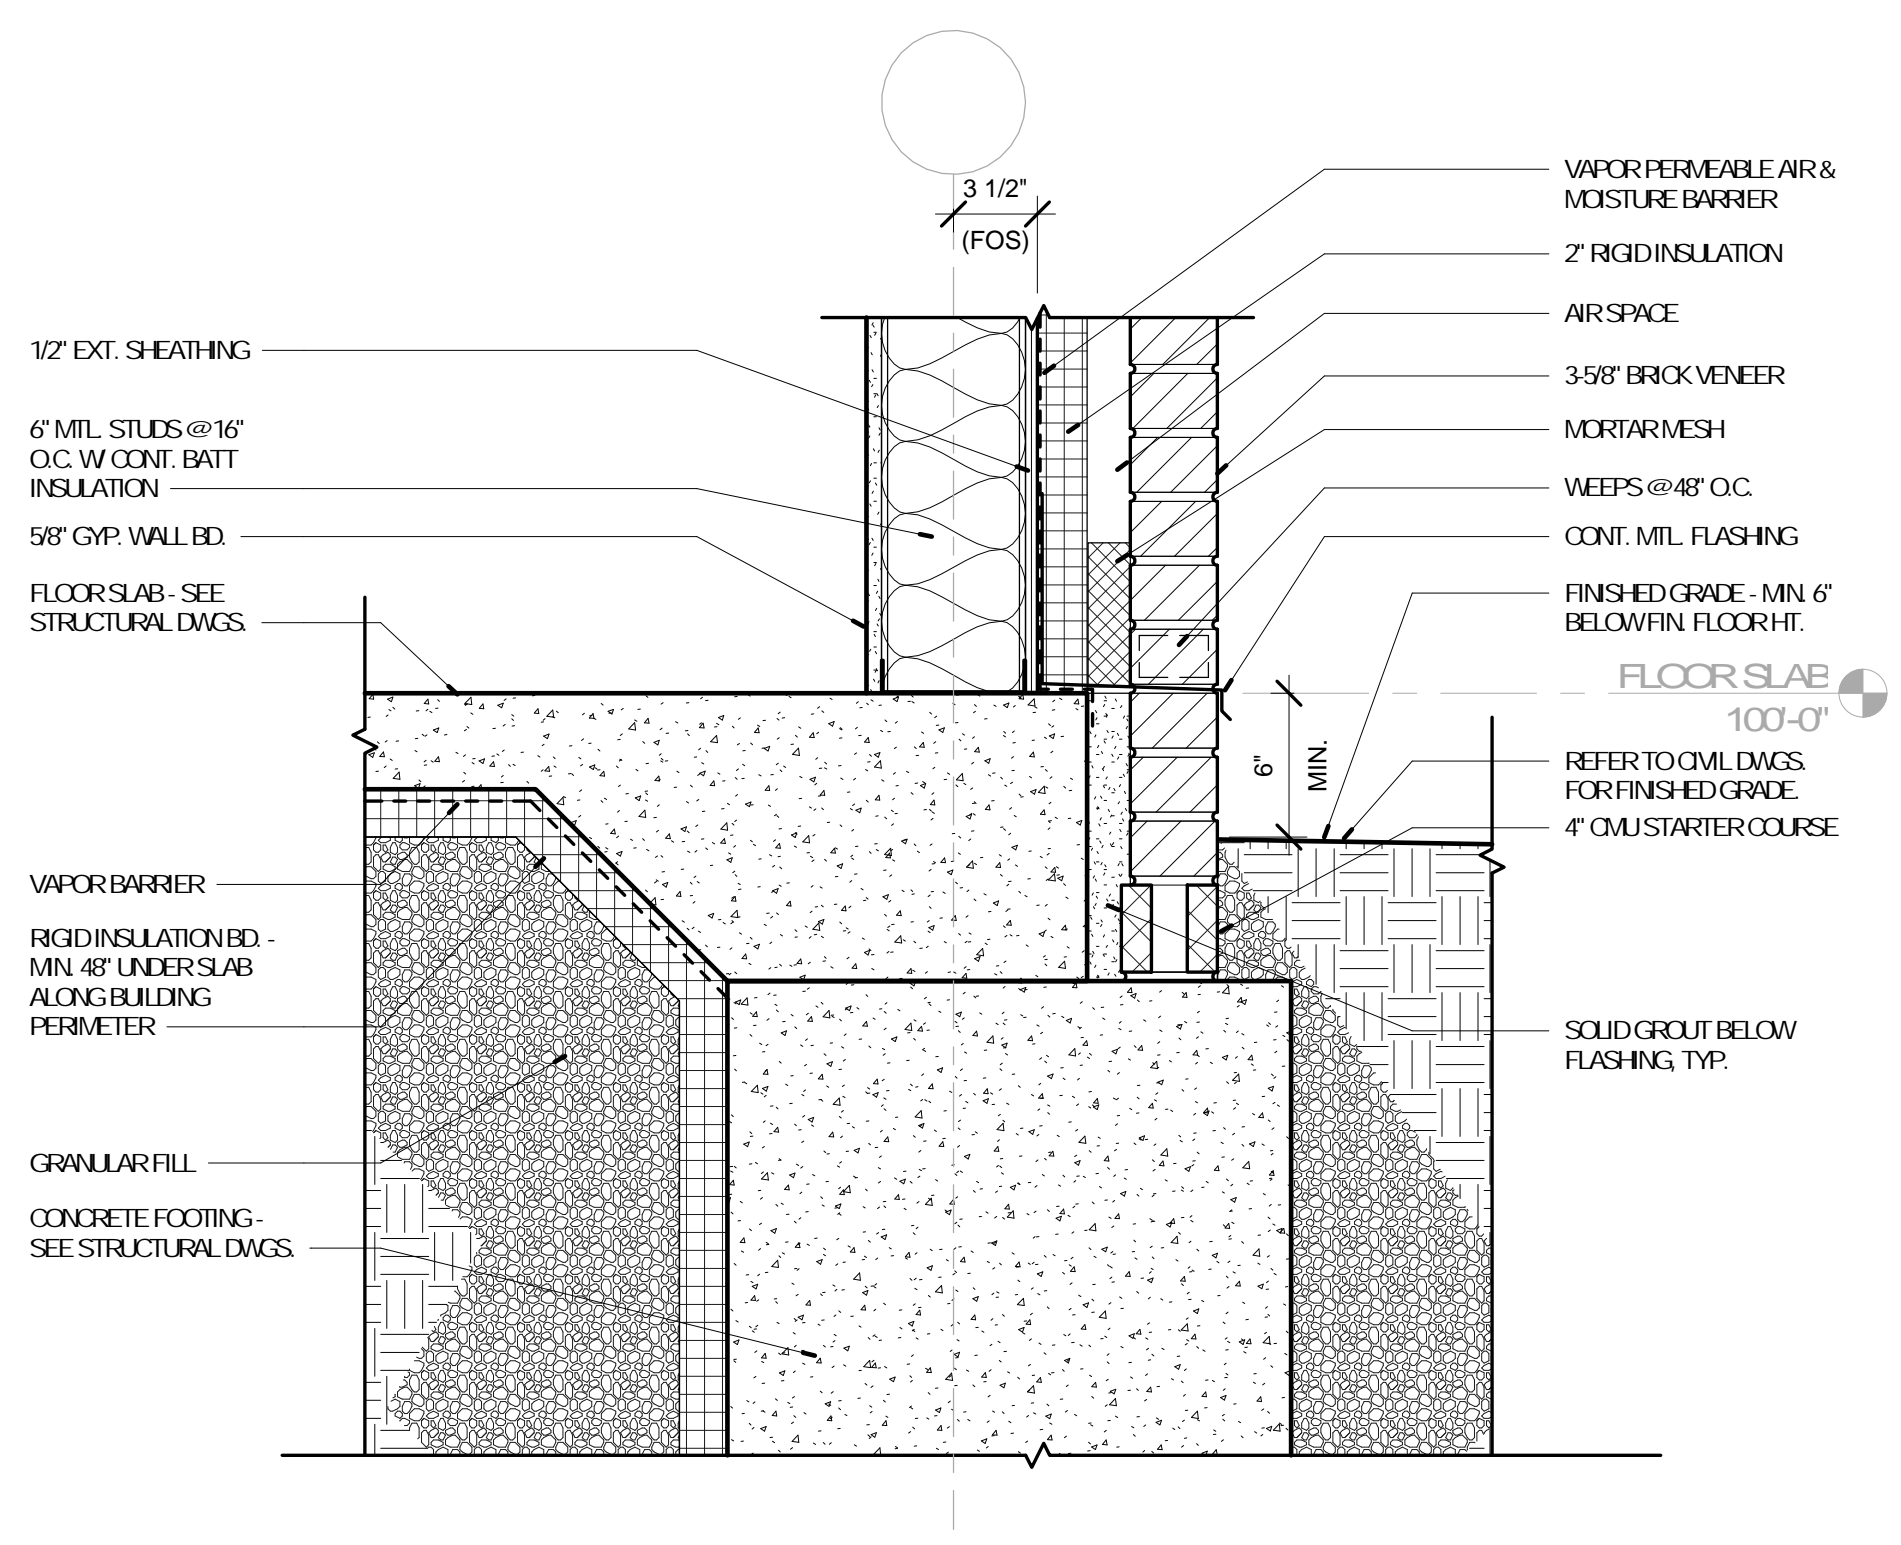 3 1/2"
(FOS)
1/2" EXT. SHEATHING
6" MTL. STUDS @ 16"
O.C. W/ CONT. BATT
INSULATION
5/8" GYP. WALL BD.
FLOOR SLAB - SEE
STRUCTURAL DWGS.
VAPOR BARRIER
RIGID INSULATION BD. -
MIN. 48" UNDER SLAB
ALONG BUILDING
PERIMETER
GRANULAR FILL
CONCRETE FOOTING -
SEE STRUCTURAL DWGS.
VAPOR PERMEABLE AIR &
MOISTURE BARRIER
2" RIGID INSULATION
AIR SPACE
3-5/8" BRICK VENEER
MORTAR MESH
WEEPS @ 48" O.C.
CONT. MTL. FLASHING
FINISHED GRADE - MIN. 6"
BELOW FIN. FLOOR HT.
FLOOR SLAB
100'-0"
6"
MIN.
REFER TO CIVIL DWGS.
FOR FINISHED GRADE.
4" CMU STARTER COURSE
SOLID GROUT BELOW
FLASHING, TYP.